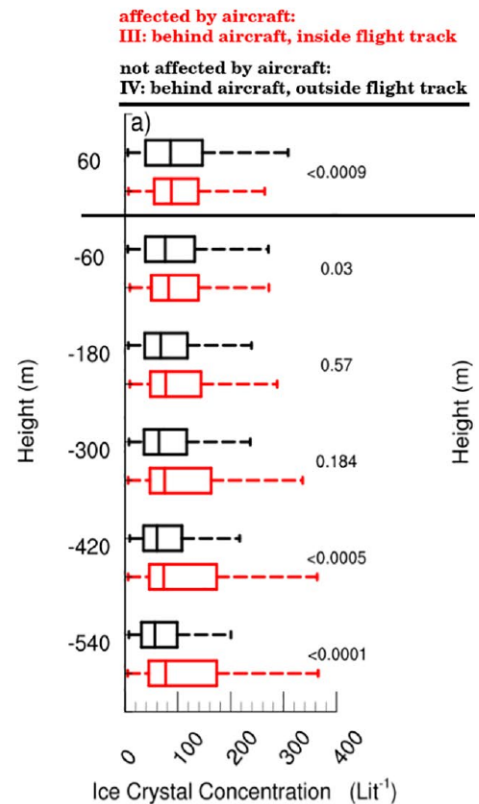 affected by aircraft:
III: behind aircraft, inside flight track
not affected by aircraft:
IV: behind aircraft, outside flight track
a)
60
<0.0009
-60
0.03
-180
0.57
Height (m)
Height (m)
-300
0.184
-420
<0.0005
-540
<0.0001
0 100 200 300 400
Ice Crystal Concentration (Lit⁻¹)